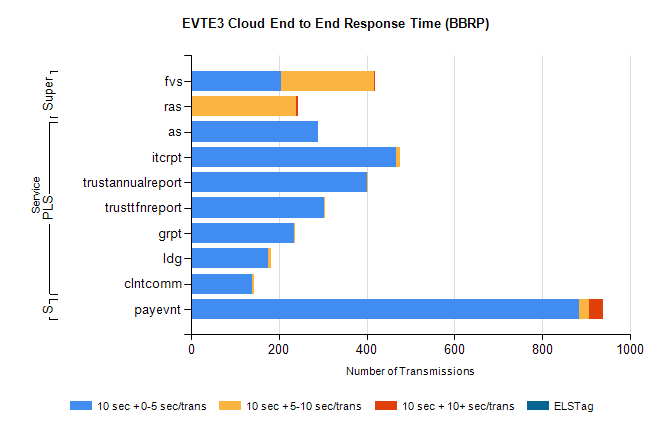 EVTE3 Cloud End to End Response Time (BBRP)
Service
Super
PLS
S
fvs
ras
as
itcrpt
trustannualreport
trusttfnreport
grpt
ldg
clntcomm
payevnt
0 200 400 600 800 1000
Number of Transmissions
10 sec +0-5 sec/trans 10 sec +5-10 sec/trans 10 sec + 10+ sec/trans ELSTag